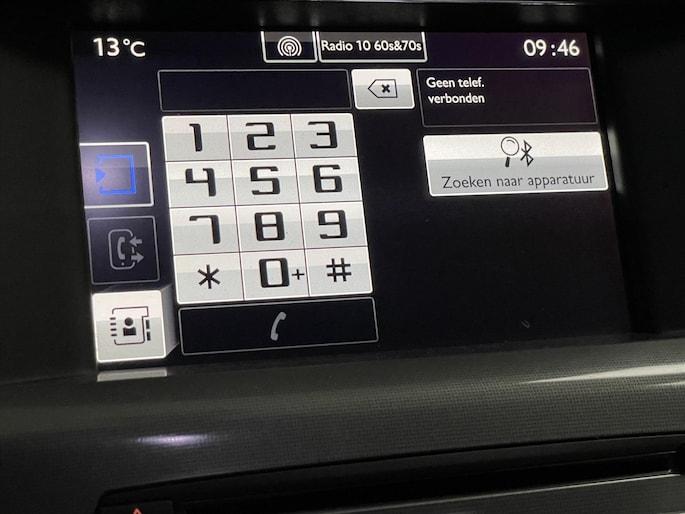 13°C
Radio 10 60s&70s
09:46
Geen telef.
verbonden
Zoeken naar apparatuur
1 2 3
4 5 6
7 8 9
* 0+ #